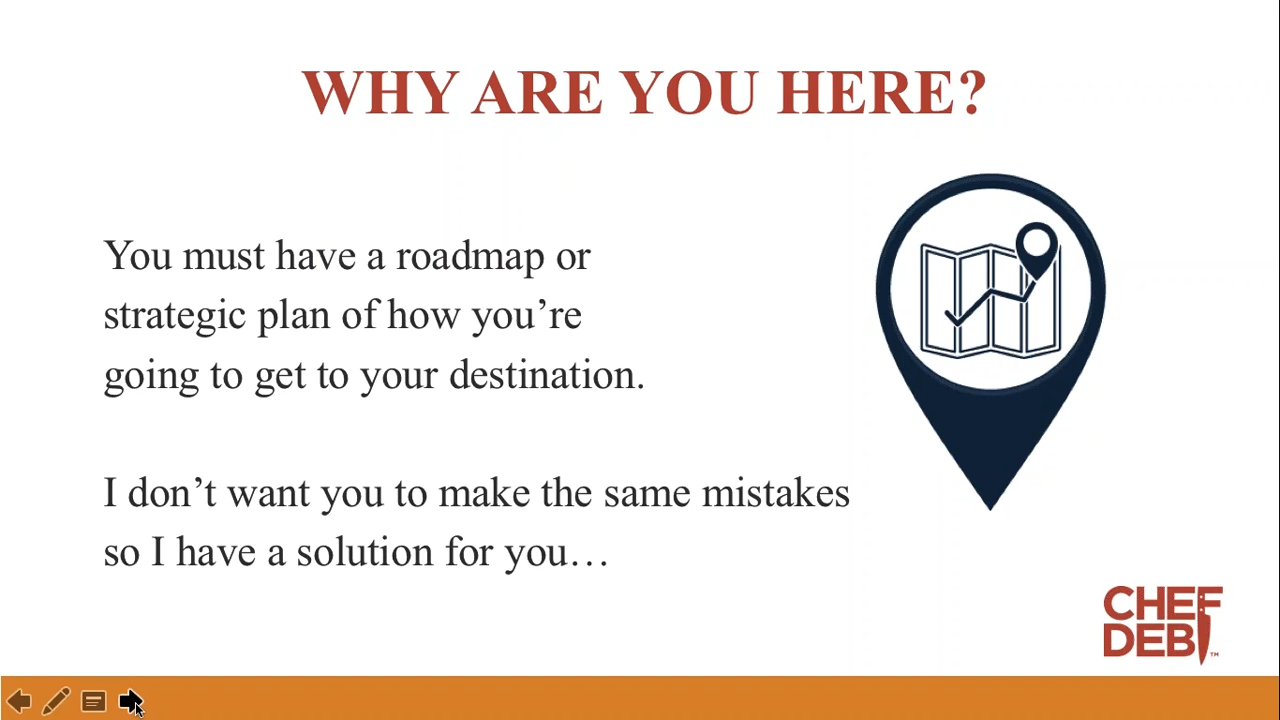 WHY ARE YOU HERE?
You must have a roadmap or
strategic plan of how you’re
going to get to your destination.
I don’t want you to make the same mistakes
so I have a solution for you…
CHEF
DEBI™